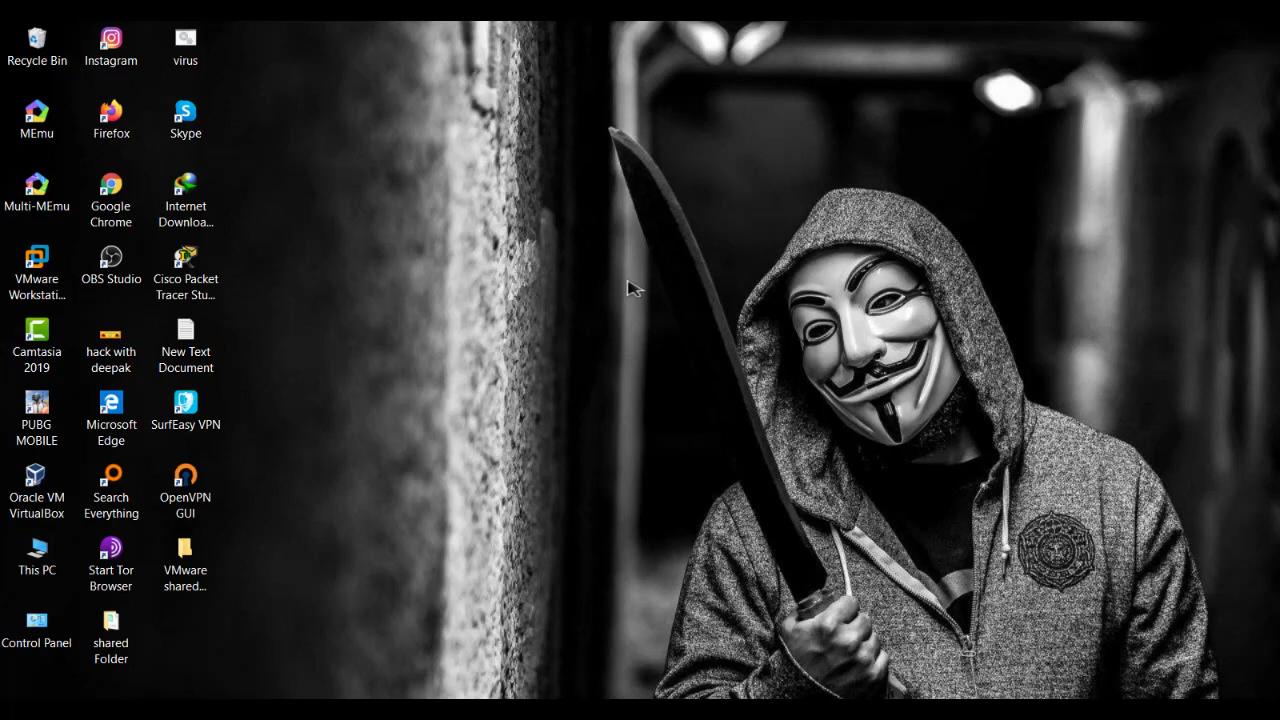 Recycle Bin
Instagram
virus
MEmu
Firefox
Skype
Multi-MEmu
Google
Chrome
Internet
Downloa...
VMware
Workstati...
OBS Studio
Cisco Packet
Tracer Stu...
Camtasia
2019
hack with
deepak
New Text
Document
PUBG
MOBILE
Microsoft
Edge
SurfEasy VPN
Oracle VM
VirtualBox
Search
Everything
OpenVPN
GUI
This PC
Start Tor
Browser
VMware
shared...
Control Panel
shared
Folder